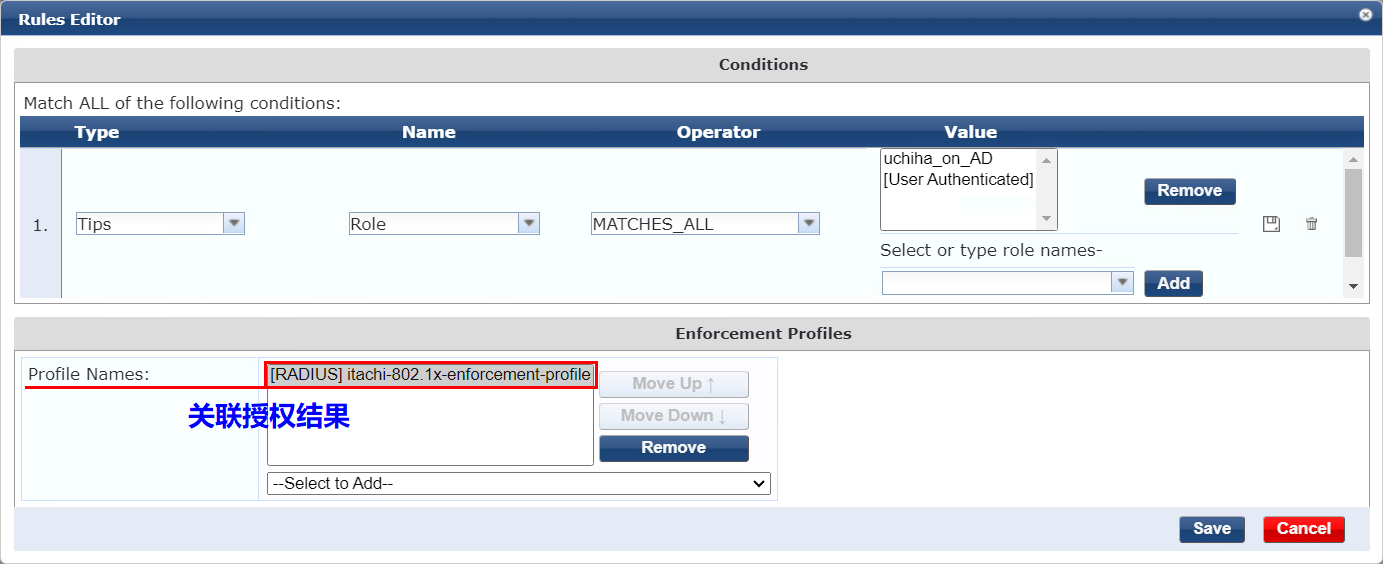 Rules Editor
Conditions
Match ALL of the following conditions:
Type Name Operator Value
1. Tips Role MATCHES_ALL
uchiha_on_AD
[User Authenticated]
Remove
Select or type role names-
Add
Enforcement Profiles
Profile Names:
[RADIUS] itachi-802.1x-enforcement-profile
Move Up ↑
关联授权结果
Move Down ↓
Remove
--Select to Add--
Save Cancel